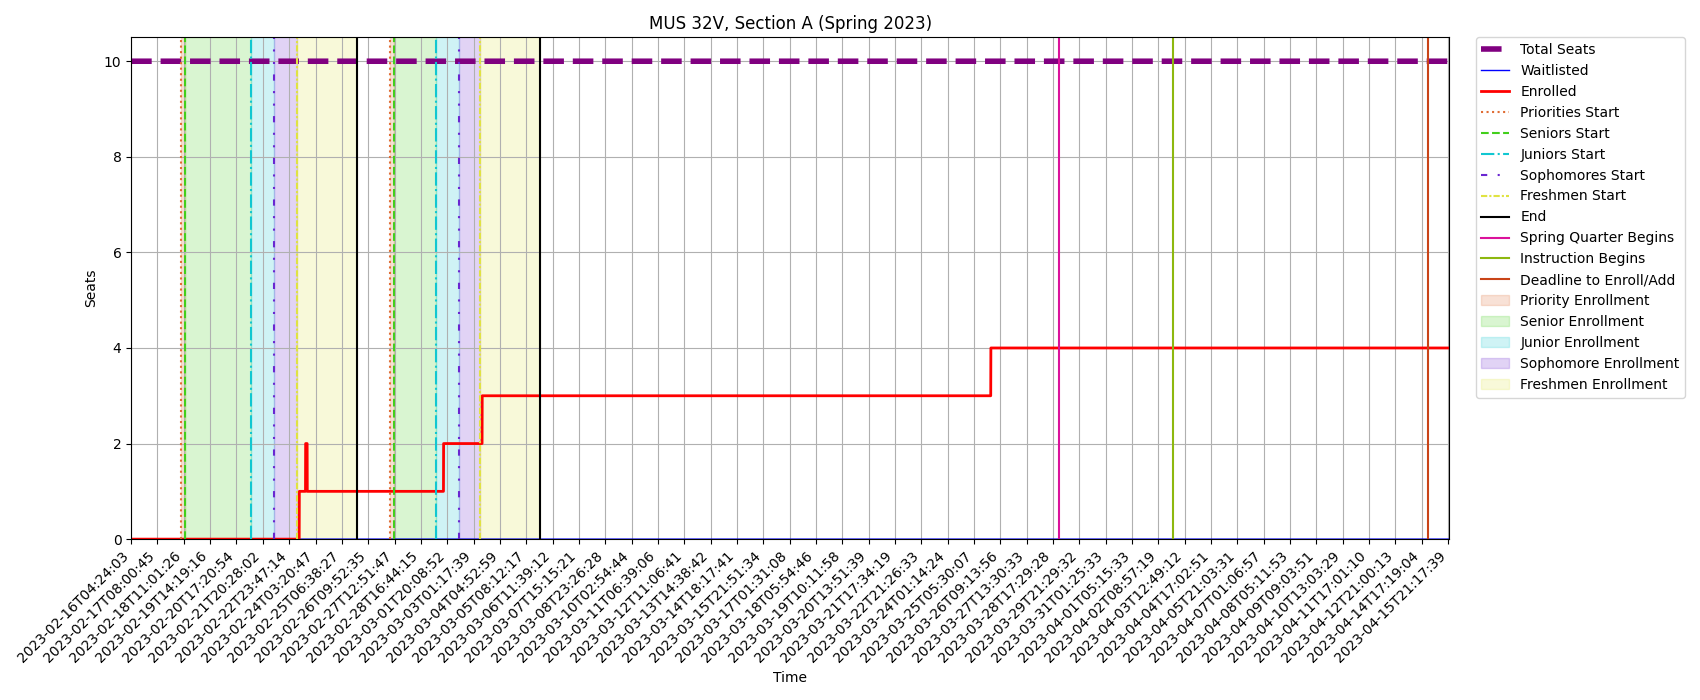 MUS 32V, Section A (Spring 2023)
10
8
6
4
2
0
Seats
2023-02-16T04:24:03
2023-02-17T08:00:45
2023-02-18T11:01:26
2023-02-19T14:19:16
2023-02-20T17:20:54
2023-02-21T20:28:02
2023-02-22T23:47:14
2023-02-24T03:20:47
2023-02-25T06:38:27
2023-02-26T09:52:35
2023-02-27T12:51:47
2023-02-28T16:44:15
2023-03-01T20:08:52
2023-03-03T01:17:39
2023-03-04T04:52:59
2023-03-05T08:12:17
2023-03-06T11:39:12
2023-03-07T15:15:21
2023-03-08T23:26:28
2023-03-10T02:54:44
2023-03-11T06:39:06
2023-03-12T11:06:41
2023-03-13T14:38:42
2023-03-14T18:17:41
2023-03-15T21:51:34
2023-03-17T01:31:08
2023-03-18T05:54:46
2023-03-19T10:11:58
2023-03-20T13:51:39
2023-03-21T17:34:19
2023-03-22T21:26:33
2023-03-24T01:14:24
2023-03-25T05:30:07
2023-03-26T09:13:56
2023-03-27T13:30:33
2023-03-28T17:29:28
2023-03-29T21:29:32
2023-03-31T01:25:33
2023-04-01T05:15:33
2023-04-02T08:57:19
2023-04-03T12:49:12
2023-04-04T17:02:51
2023-04-05T21:03:31
2023-04-07T01:06:57
2023-04-08T05:11:53
2023-04-09T09:03:51
2023-04-10T13:03:29
2023-04-11T17:01:10
2023-04-12T21:00:13
2023-04-14T17:19:04
2023-04-15T21:17:39
Time
Total Seats
Waitlisted
Enrolled
Priorities Start
Seniors Start
Juniors Start
Sophomores Start
Freshmen Start
End
Spring Quarter Begins
Instruction Begins
Deadline to Enroll/Add
Priority Enrollment
Senior Enrollment
Junior Enrollment
Sophomore Enrollment
Freshmen Enrollment